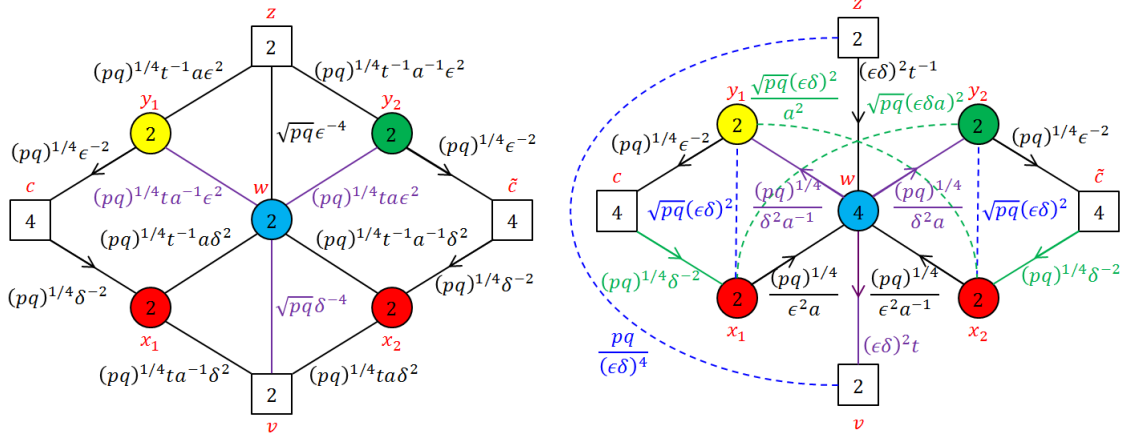 z
2
(pq)^{1/4}t^{-1}aϵ^2
(pq)^{1/4}t^{-1}a^{-1}ϵ^2
y_1
y_2
2
√pq ϵ^{-4}
2
(pq)^{1/4}ϵ^{-2}
(pq)^{1/4}ϵ^{-2}
c
(pq)^{1/4}ta^{-1}ϵ^2
w
(pq)^{1/4}taϵ^2
c̃
4
2
4
(pq)^{1/4}t^{-1}aδ^2
(pq)^{1/4}t^{-1}a^{-1}δ^2
(pq)^{1/4}δ^{-2}
(pq)^{1/4}δ^{-2}
2
√pq δ^{-4}
2
x_1
x_2
(pq)^{1/4}ta^{-1}δ^2
(pq)^{1/4}taδ^2
2
v
z
2
(ϵδ)^2t^{-1}
y_1
√pq(ϵδ)^2/a^2
√pq(ϵδa)^2
y_2
2
2
(pq)^{1/4}ϵ^{-2}
(pq)^{1/4}ϵ^{-2}
c
(pq)^{1/4}/δ^2a^{-1}
w
(pq)^{1/4}/δ^2a
c̃
4
√pq(ϵδ)^2
4
√pq(ϵδ)^2
4
(pq)^{1/4}δ^{-2}
(pq)^{1/4}/ϵ^2a
(pq)^{1/4}/ϵ^2a^{-1}
(pq)^{1/4}δ^{-2}
2
2
x_1
x_2
pq/(ϵδ)^4
(ϵδ)^2t
2
v